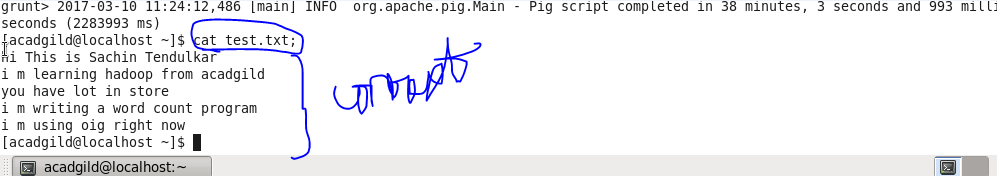 grunt> 2017-03-10 11:24:12,486 [main] INFO  org.apache.pig.Main - Pig script completed in 38 minutes, 3 seconds and 993 milli
seconds (2283993 ms)
[acadgild@localhost ~]$ cat test.txt;
hi This is Sachin Tendulkar
i m learning hadoop from acadgild
you have lot in store
i m writing a word count program
i m using oig right now
[acadgild@localhost ~]$
acadgild@localhost:~